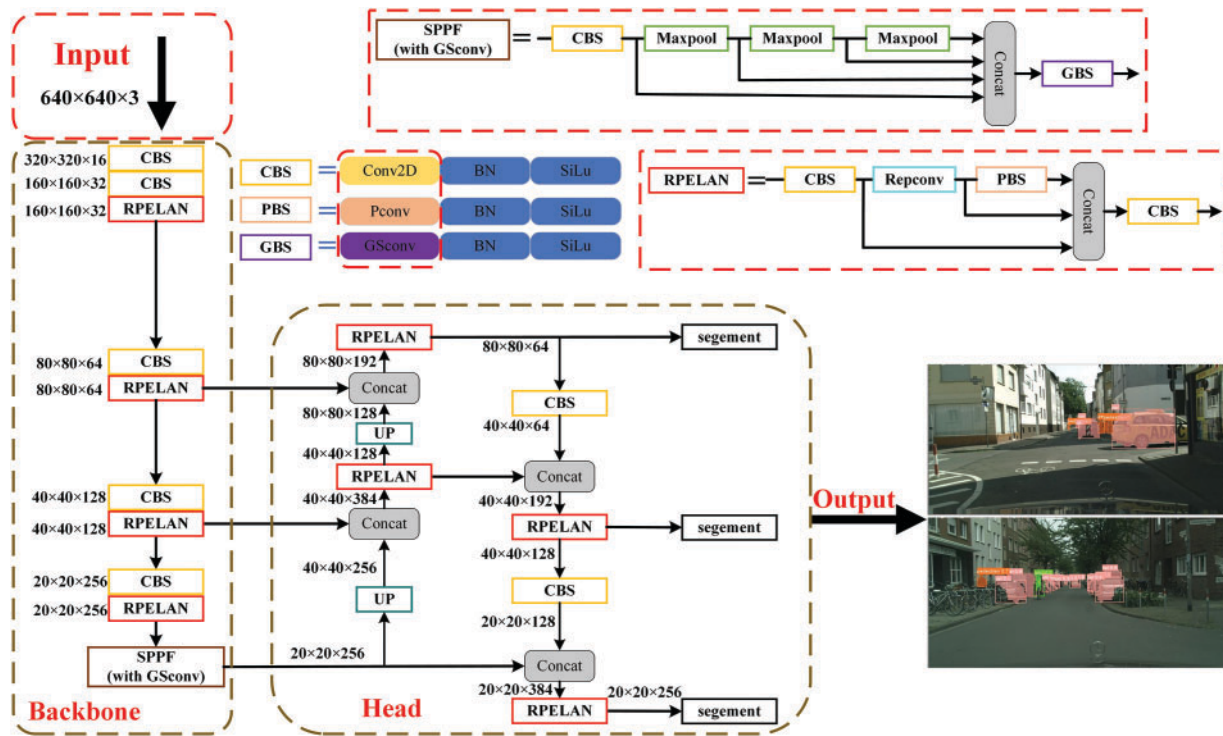 Input
640×640×3
SPPF
(with GSconv)
CBS
Maxpool
Maxpool
Maxpool
Concat
GBS
RPELAN
CBS
Repconv
PBS
Concat
CBS
CBS
Conv2D
BN
SiLu
PBS
Pconv
BN
SiLu
GBS
GSconv
BN
SiLu
320×320×16
CBS
160×160×32
CBS
160×160×32
RPELAN
80×80×64
CBS
80×80×64
RPELAN
40×40×128
CBS
40×40×128
RPELAN
20×20×256
CBS
20×20×256
RPELAN
SPPF
(with GSconv)
Backbone
RPELAN
80×80×192
Concat
80×80×128
UP
40×40×128
RPELAN
40×40×384
Concat
40×40×256
UP
20×20×256
80×80×64
segement
CBS
40×40×64
Concat
40×40×192
RPELAN
segement
40×40×128
CBS
20×20×128
Concat
20×20×384
RPELAN
20×20×256
segement
Head
Output